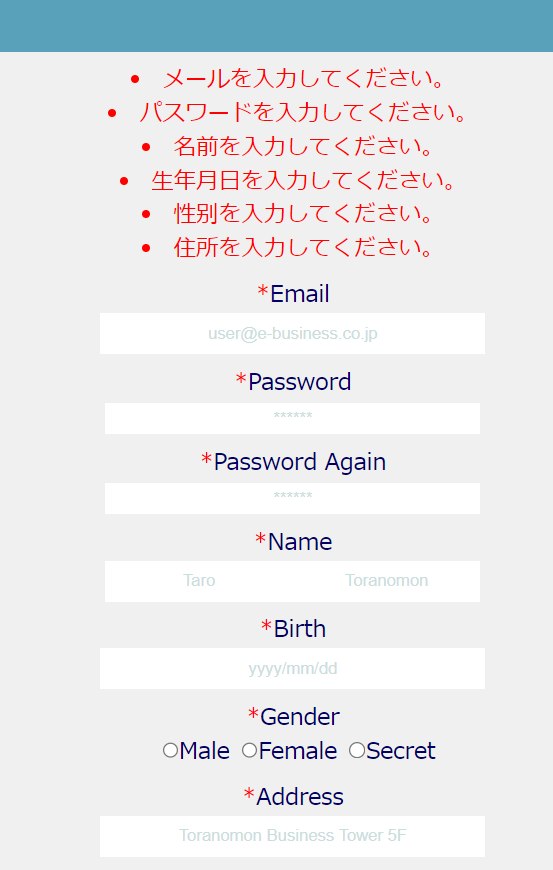 • メールを入力してください。
• パスワードを入力してください。
• 名前を入力してください。
• 生年月日を入力してください。
• 性別を入力してください。
• 住所を入力してください。
*Email
user@e-business.co.jp
*Password
******
*Password Again
******
*Name
Taro Toranomon
*Birth
yyyy/mm/dd
*Gender
Male Female Secret
*Address
Toranomon Business Tower 5F